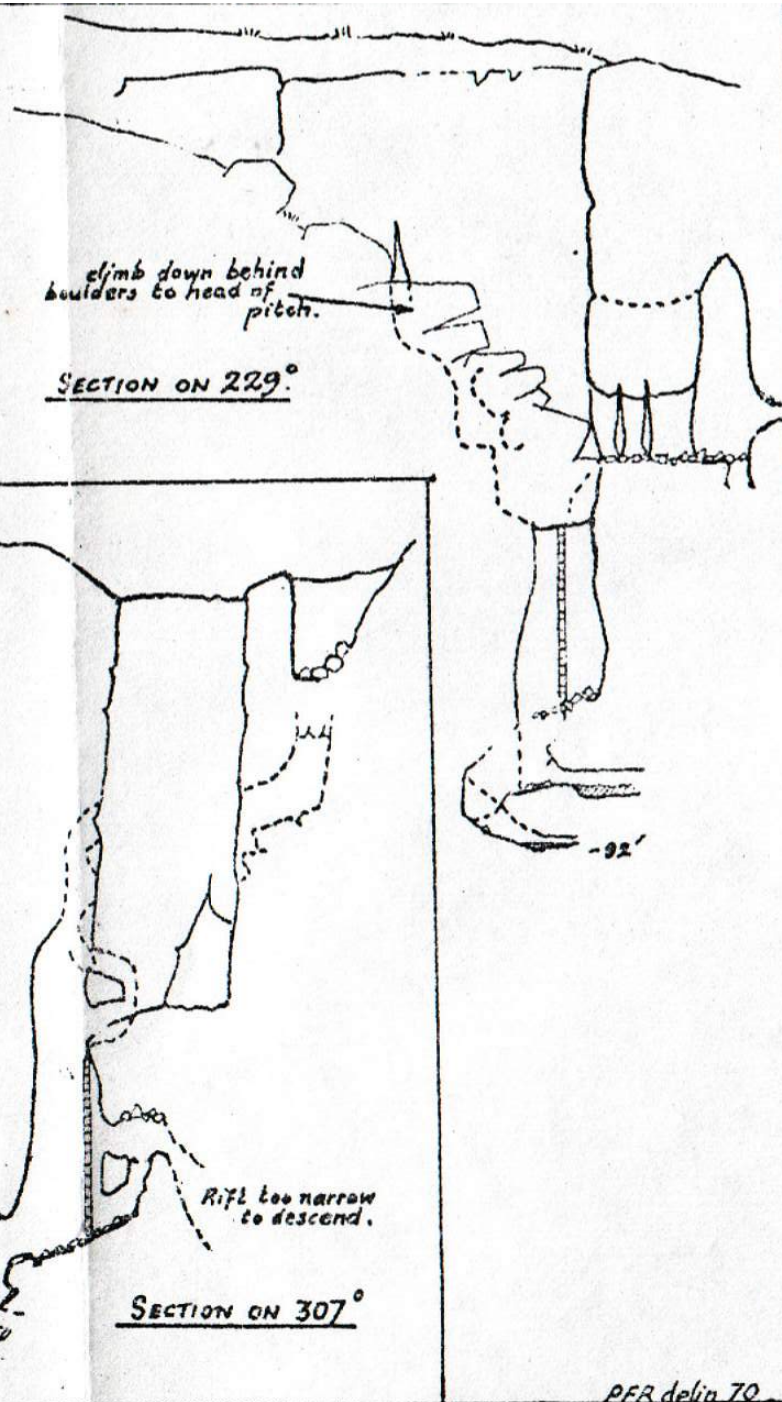 climb down behind
boulders to head of
pitch.
SECTION ON 229°.
-92'
Rift too narrow
to descend.
SECTION ON 307°
PFR delin 70